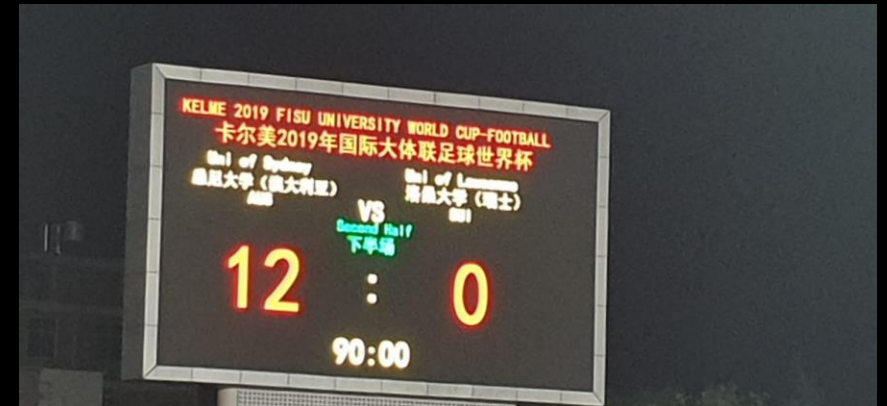 KELME 2019 FISU UNIVERSITY WORLD CUP-FOOTBALL
卡尔美2019年国际大体联足球世界杯
Uni of Sydney
悉尼大学（澳大利亚）
AUS
Uni of Lausanne
洛桑大学（瑞士）
SUI
VS
Second Half
下半场
12 : 0
90:00